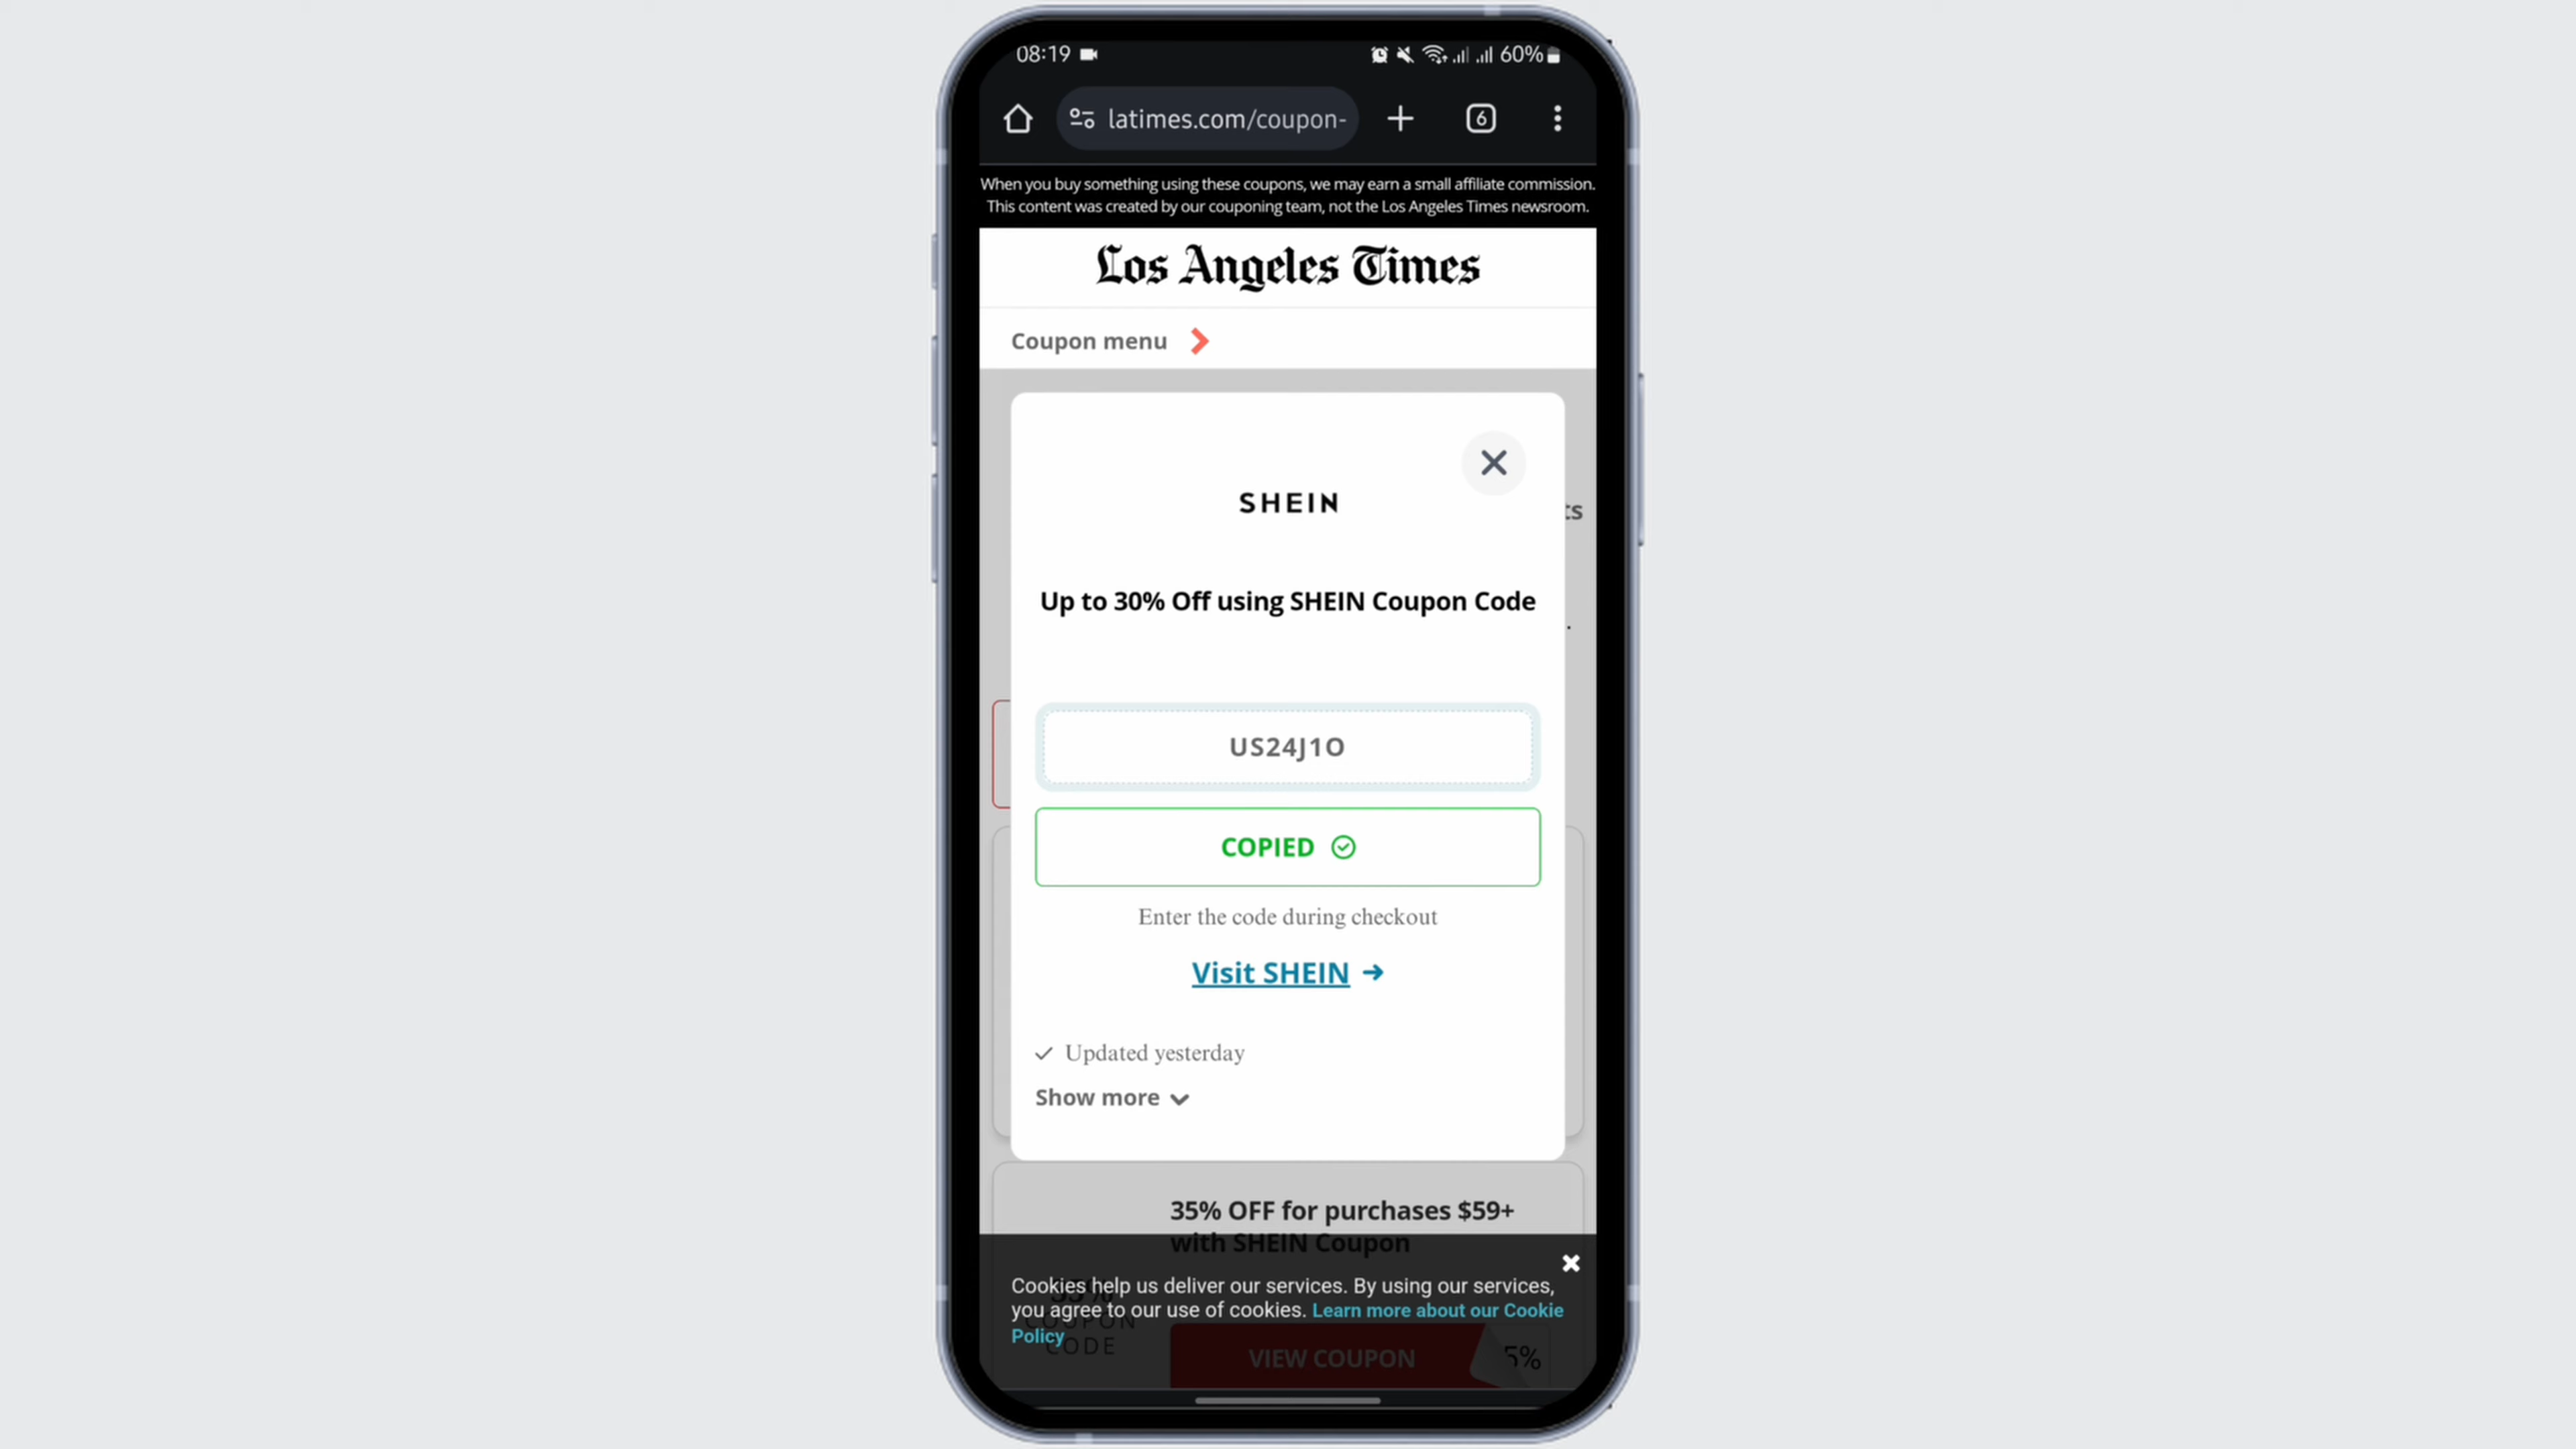 08:19
60%
latimes.com/coupon-
6
When you buy something using these coupons, we may earn a small affiliate commission.
This content was created by our couponing team, not the Los Angeles Times newsroom.
Los Angeles Times
Coupon menu
SHEIN
ts
Up to 30% Off using SHEIN Coupon Code
.
US24J1O
COPIED
Enter the code during checkout
Visit SHEIN
Updated yesterday
Show more
35% OFF for purchases $59+
with SHEIN Coupon
Cookies help us deliver our services. By using our services,
you agree to our use of cookies. Learn more about our Cookie
Policy
COUPON
CODE
VIEW COUPON
5%